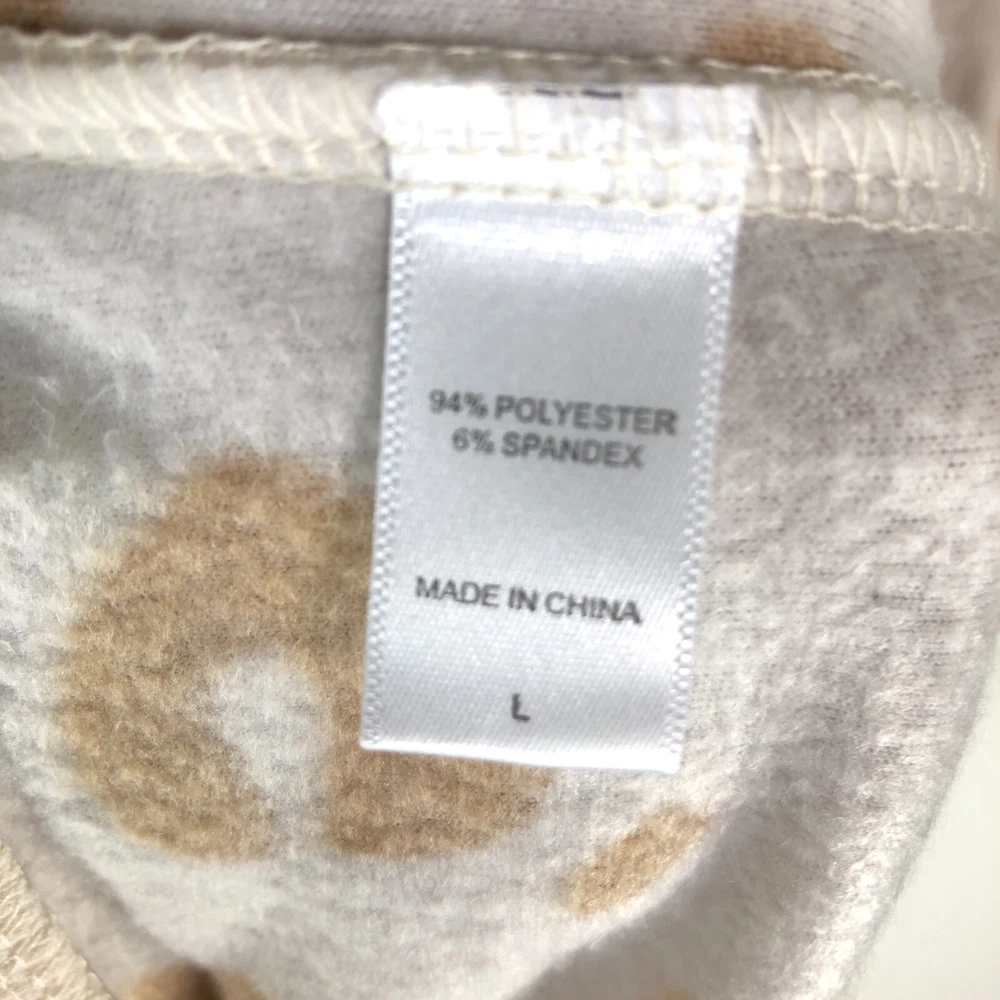 94% POLYESTER
6% SPANDEX
MADE IN CHINA
L